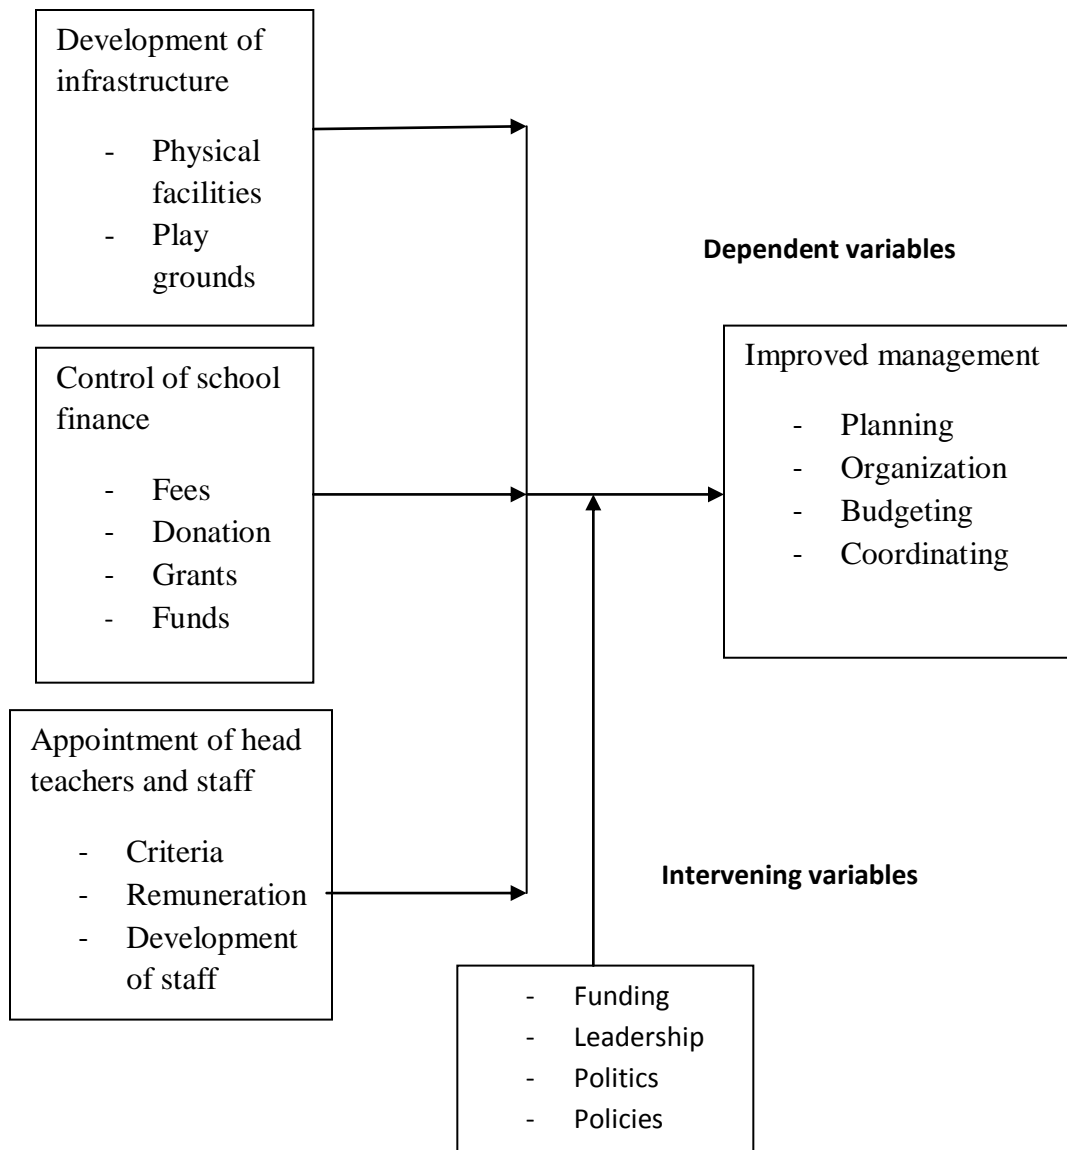 Development of
infrastructure
- Physical
facilities
- Play
grounds
Control of school
finance
- Fees
- Donation
- Grants
- Funds
Appointment of head
teachers and staff
- Criteria
- Remuneration
- Development
of staff
Dependent variables
Improved management
- Planning
- Organization
- Budgeting
- Coordinating
Intervening variables
- Funding
- Leadership
- Politics
- Policies